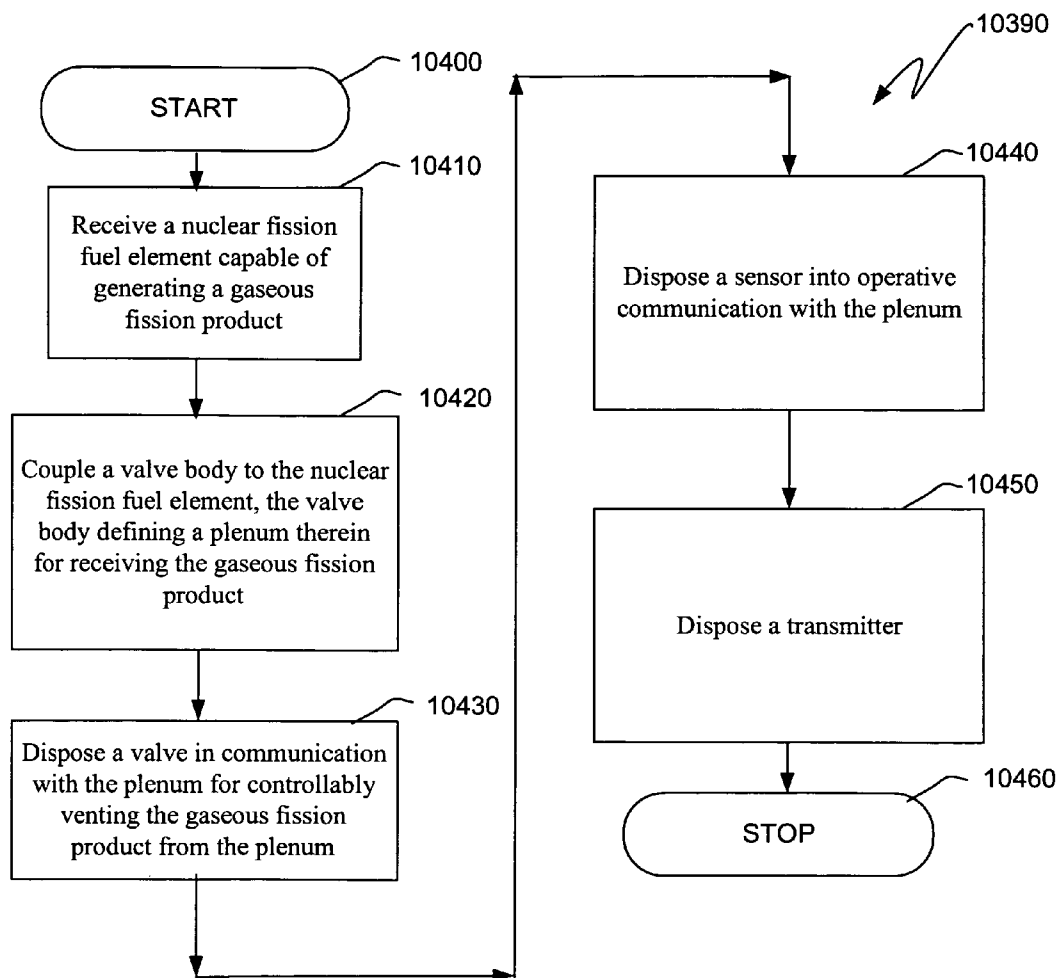 10390
10400
START
10410
Receive a nuclear fission
fuel element capable of
generating a gaseous
fission product
10420
Couple a valve body to the nuclear
fission fuel element, the valve
body defining a plenum therein
for receiving the gaseous fission
product
10430
Dispose a valve in communication
with the plenum for controllably
venting the gaseous fission
product from the plenum
10440
Dispose a sensor into operative
communication with the plenum
10450
Dispose a transmitter
10460
STOP